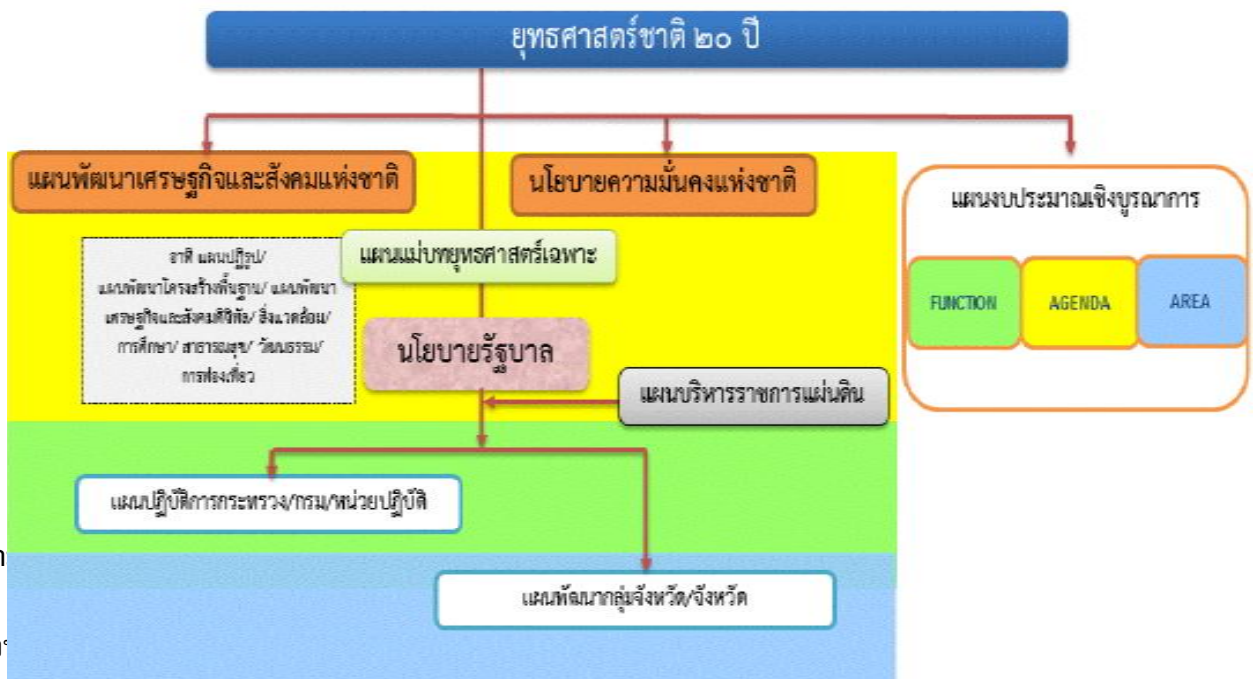 ยุทธศาสตร์ชาติ ๒๐ ปี
แผนพัฒนาเศรษฐกิจและสังคมแห่งชาติ
นโยบายความมั่นคงแห่งชาติ
แผนงบประมาณเชิงบูรณาการ
FUNCTION
AGENDA
AREA
แผนแม่บทยุทธศาสตร์เฉพาะ
อาทิ แผนปฏิรูป/
แผนพัฒนาโครงสร้างพื้นฐาน/ แผนพัฒนา
เศรษฐกิจและสังคมดิจิทัล/ สิ่งแวดล้อม/
การศึกษา/ สาธารณสุข/ วัฒนธรรม/
การท่องเที่ยว
นโยบายรัฐบาล
แผนบริหารราชการแผ่นดิน
แผนปฏิบัติการกระทรวง/กรม/หน่วยปฏิบัติ
แผนพัฒนากลุ่มจังหวัด/จังหวัด